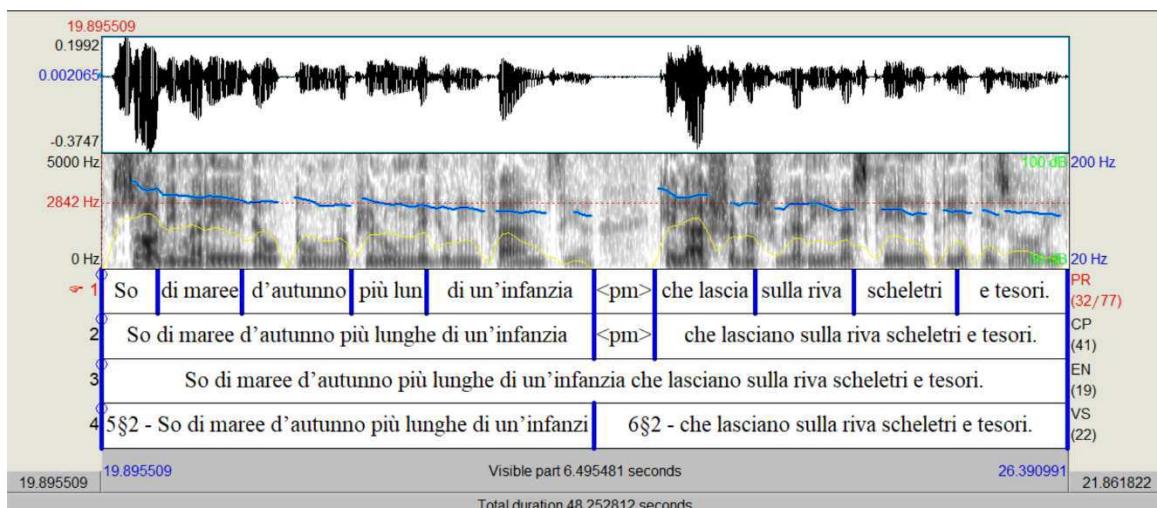 19.895509
0.1992
0.002065
-0.3747
5000 Hz 100 dB 200 Hz
2842 Hz
0 Hz 20 Hz
1 So di maree d'autunno più lun di un'infanzia <pm> che lascia sulla riva scheletri e tesori. PR (32/77)
2 So di maree d'autunno più lunghe di un'infanzia <pm> che lasciano sulla riva scheletri e tesori. CP (41)
3 So di maree d'autunno più lunghe di un'infanzia che lasciano sulla riva scheletri e tesori. EN (19)
4 5§2 - So di maree d'autunno più lunghe di un'infanzi 6§2 - che lasciano sulla riva scheletri e tesori. VS (22)
19.895509 Visible part 6.495481 seconds 26.390991
19.895509 21.861822
Total duration 48.252812 seconds